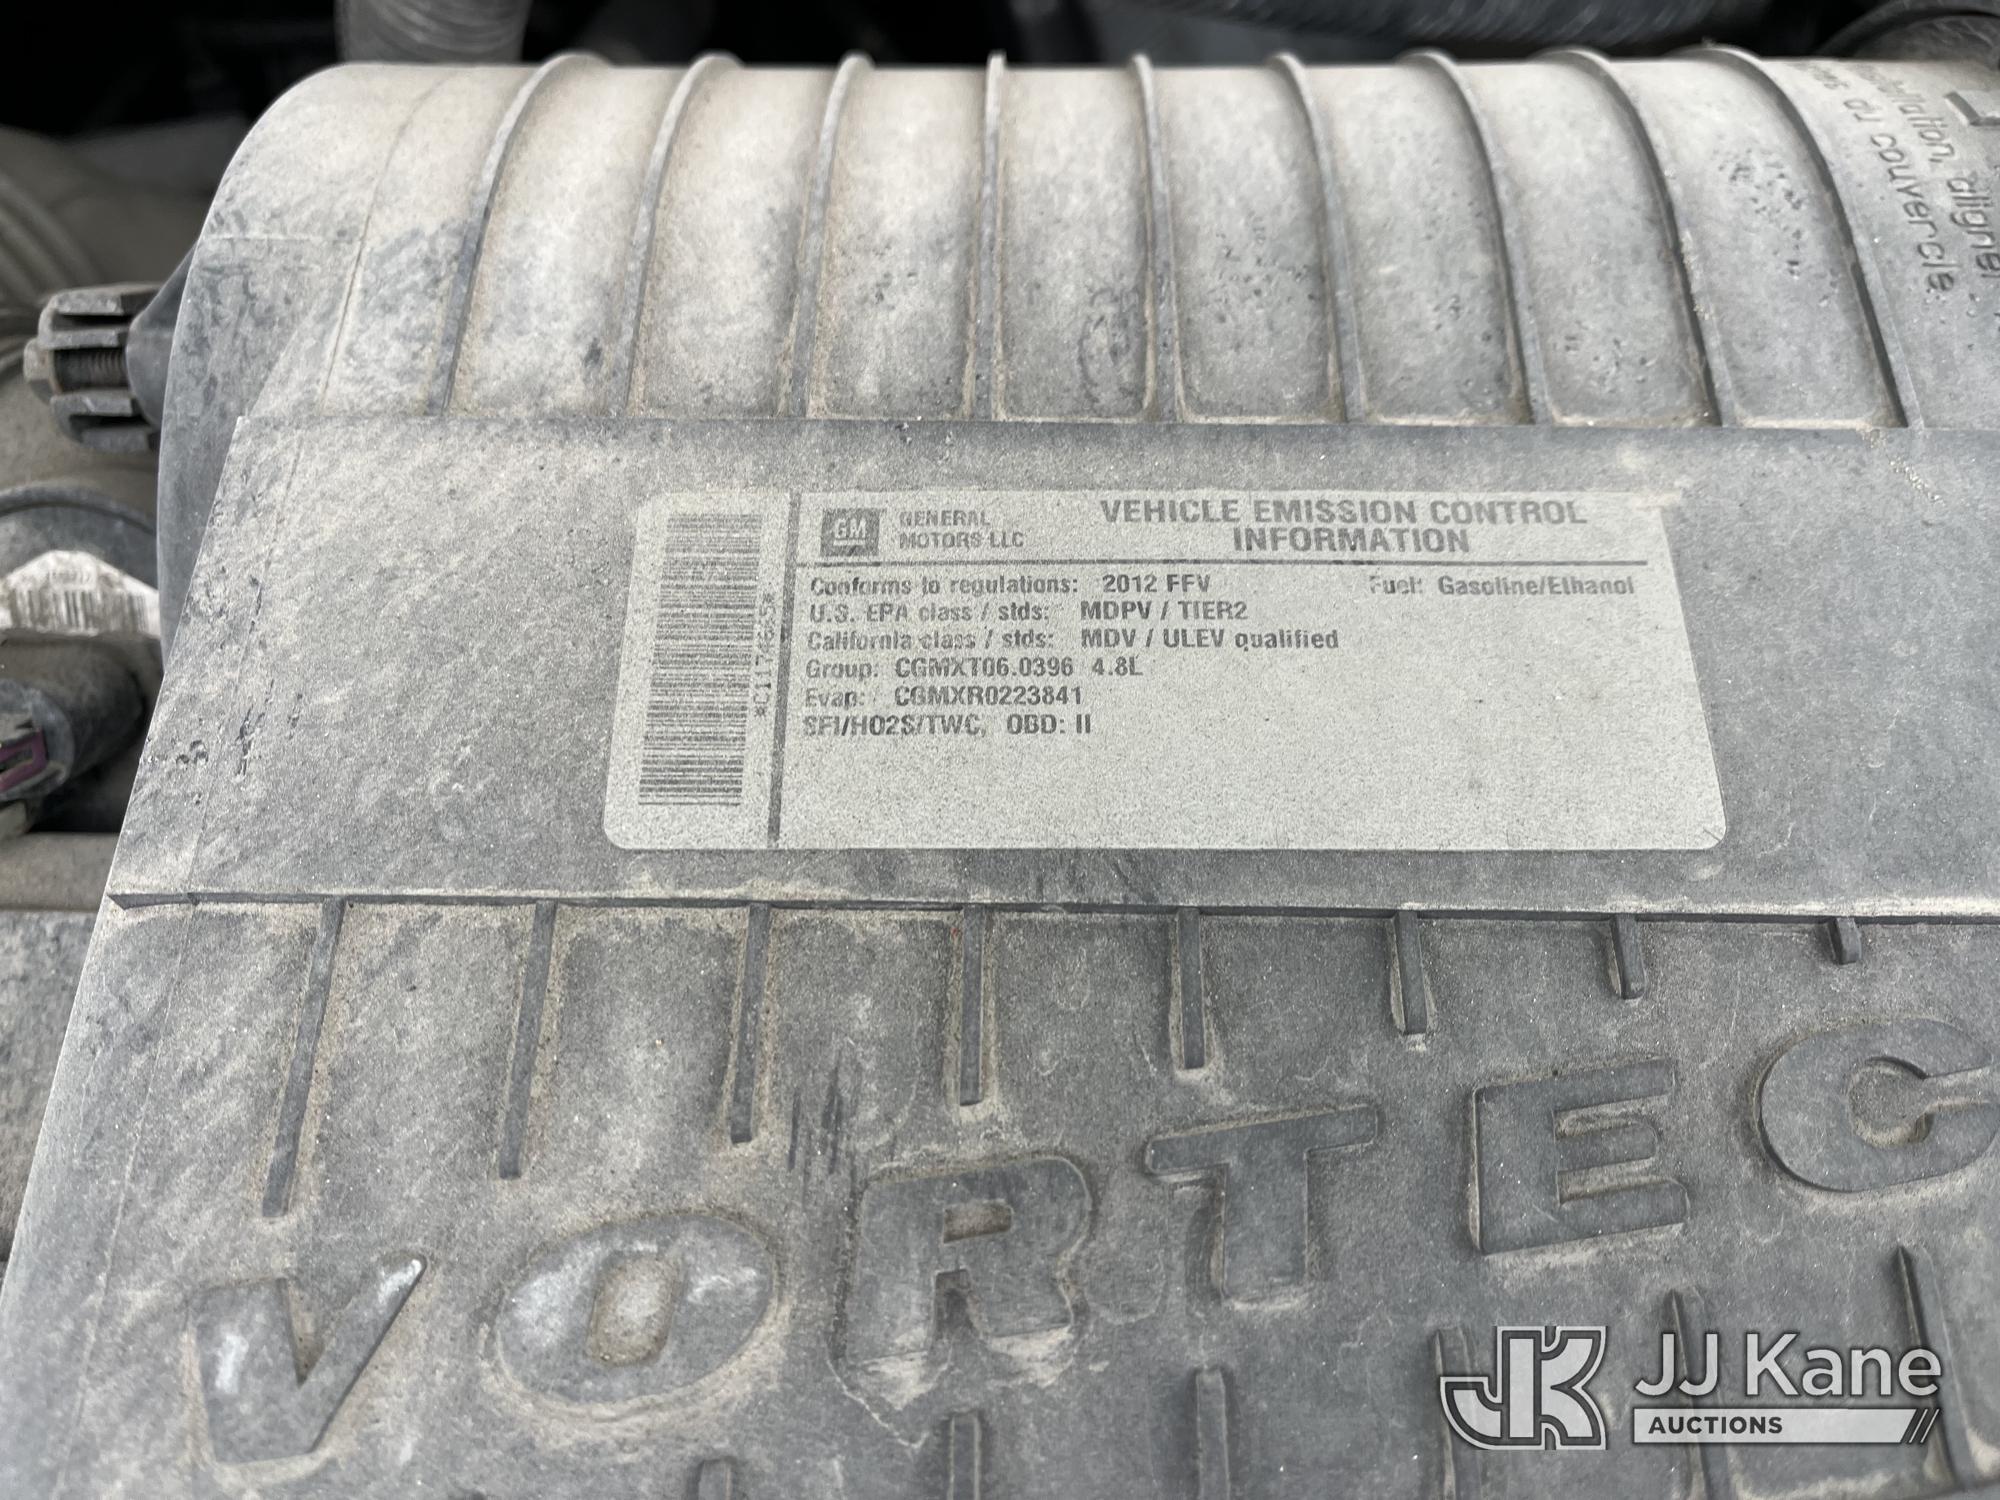 couvercle.
GM
GENERAL
MOTORS LLC
VEHICLE EMISSION CONTROL
INFORMATION
Conforms to regulations: 2012 FFV Fuel: Gasoline/Ethanol
U.S. EPA class / stds: MDPV / TIER2
California class / stds: MDV / ULEV qualified
Group: CGMXT06.0396 4.8L
Evap: CGMXR0223841
SFI/HO2S/TWC, OBD: II
VORTEC
JK JJ Kane
AUCTIONS